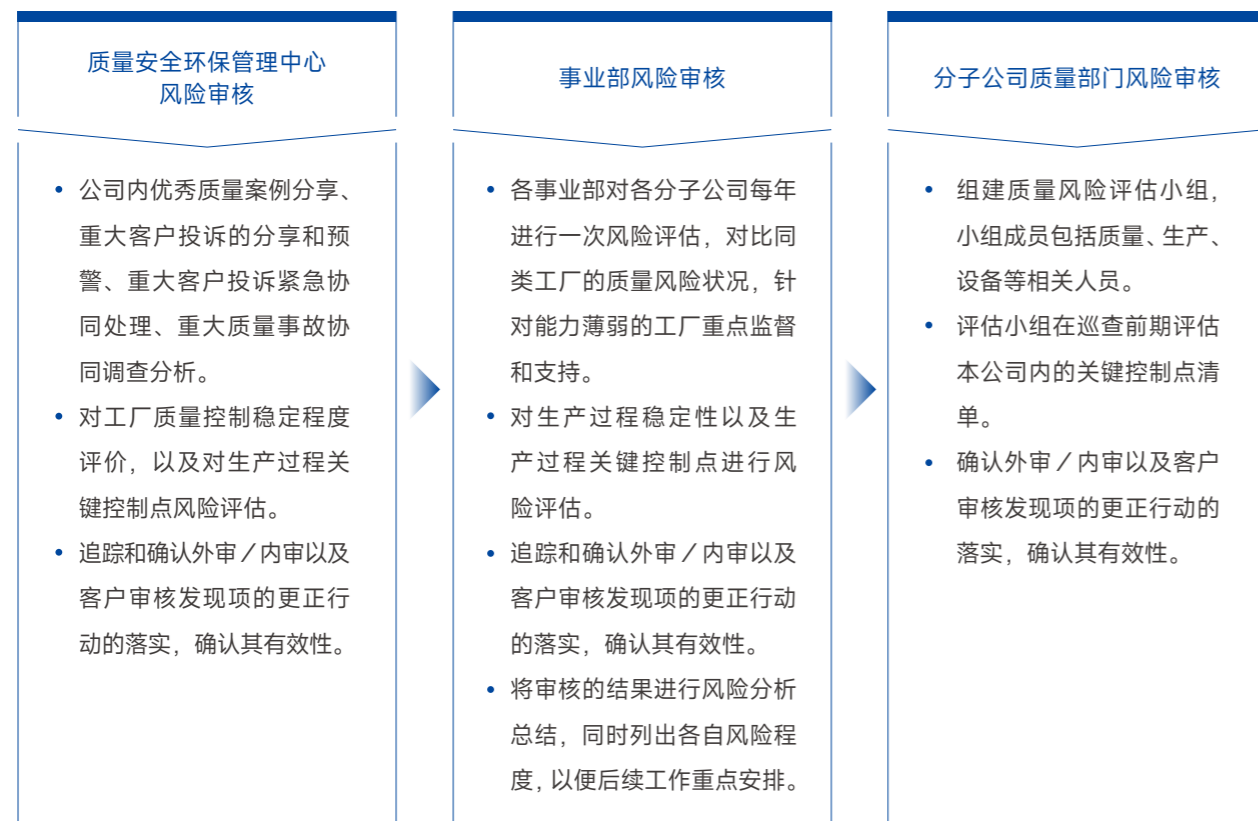 质量安全环保管理中心
风险审核
• 公司内优秀质量案例分享、
重大客户投诉的分享和预
警、重大客户投诉紧急协
同处理、重大质量事故协
同调查分析。
• 对工厂质量控制稳定程度
评价，以及对生产过程关
键控制点风险评估。
• 追踪和确认外审／内审以及
客户审核发现项的更正行
动的落实，确认其有效性。
事业部风险审核
• 各事业部对各分子公司每年
进行一次风险评估，对比同
类工厂的质量风险状况，针
对能力薄弱的工厂重点监督
和支持。
• 对生产过程稳定性以及生
产过程关键控制点进行风
险评估。
• 追踪和确认外审／内审以及
客户审核发现项的更正行动
的落实，确认其有效性。
• 将审核的结果进行风险分析
总结，同时列出各自风险程
度，以便后续工作重点安排。
分子公司质量部门风险审核
• 组建质量风险评估小组，
小组成员包括质量、生产、
设备等相关人员。
• 评估小组在巡查前期评估
本公司内的关键控制点清
单。
• 确认外审／内审以及客户
审核发现项的更正行动的
落实，确认其有效性。